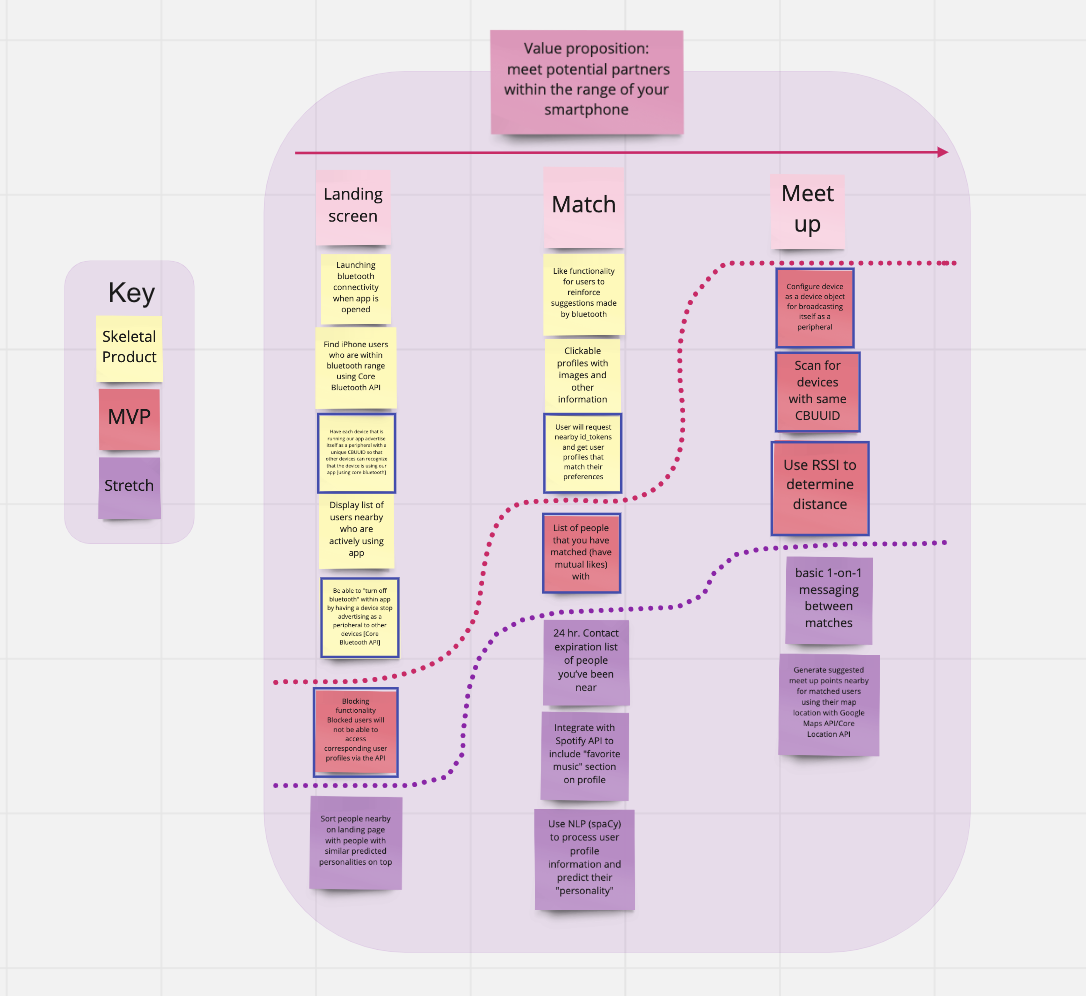 Value proposition:
meet potential partners
within the range of your
smartphone
Key
Skeletal
Product
MVP
Stretch
Landing
screen
Launching
bluetooth
connectivity
when app is
opened
Find iPhone users
who are within
bluetooth range
using Core
Bluetooth API
Have each device that is
running our app advertise
itself as a peripheral with a
unique CBUUID so that
other devices can recognize
that the device is using our
app [using core bluetooth]
Display list of
users nearby
who are
actively using
app
Be able to "turn off
bluetooth" within app
by having a device stop
advertising as a
peripheral to other
devices [Core
Bluetooth API]
Blocking
functionality
Blocked users will
not be able to
access
corresponding user
profiles via the API
Sort people nearby
on landing page
with people with
similar predicted
personalities on top
Match
Like functionality
for users to
reinforce
suggestions made
by bluetooth
Clickable
profiles with
images and
other
information
User will request
nearby id_tokens
and get user
profiles that
match their
preferences
List of people
that you have
matched (have
mutual likes)
with
24 hr. Contact
expiration list
of people
you've been
near
Integrate with
Spotify API to
include "favorite
music" section
on profile
Use NLP (spaCy)
to process user
profile
information and
predict their
"personality"
Meet
up
Configure device
as a device object
for broadcasting
itself as a
peripheral
Scan for
devices
with same
CBUUID
Use RSSI to
determine
distance
basic 1-on-1
messaging
between
matches
Generate suggested
meet up points nearby
for matched users
using their map
location with Google
Maps API/Core
Location API